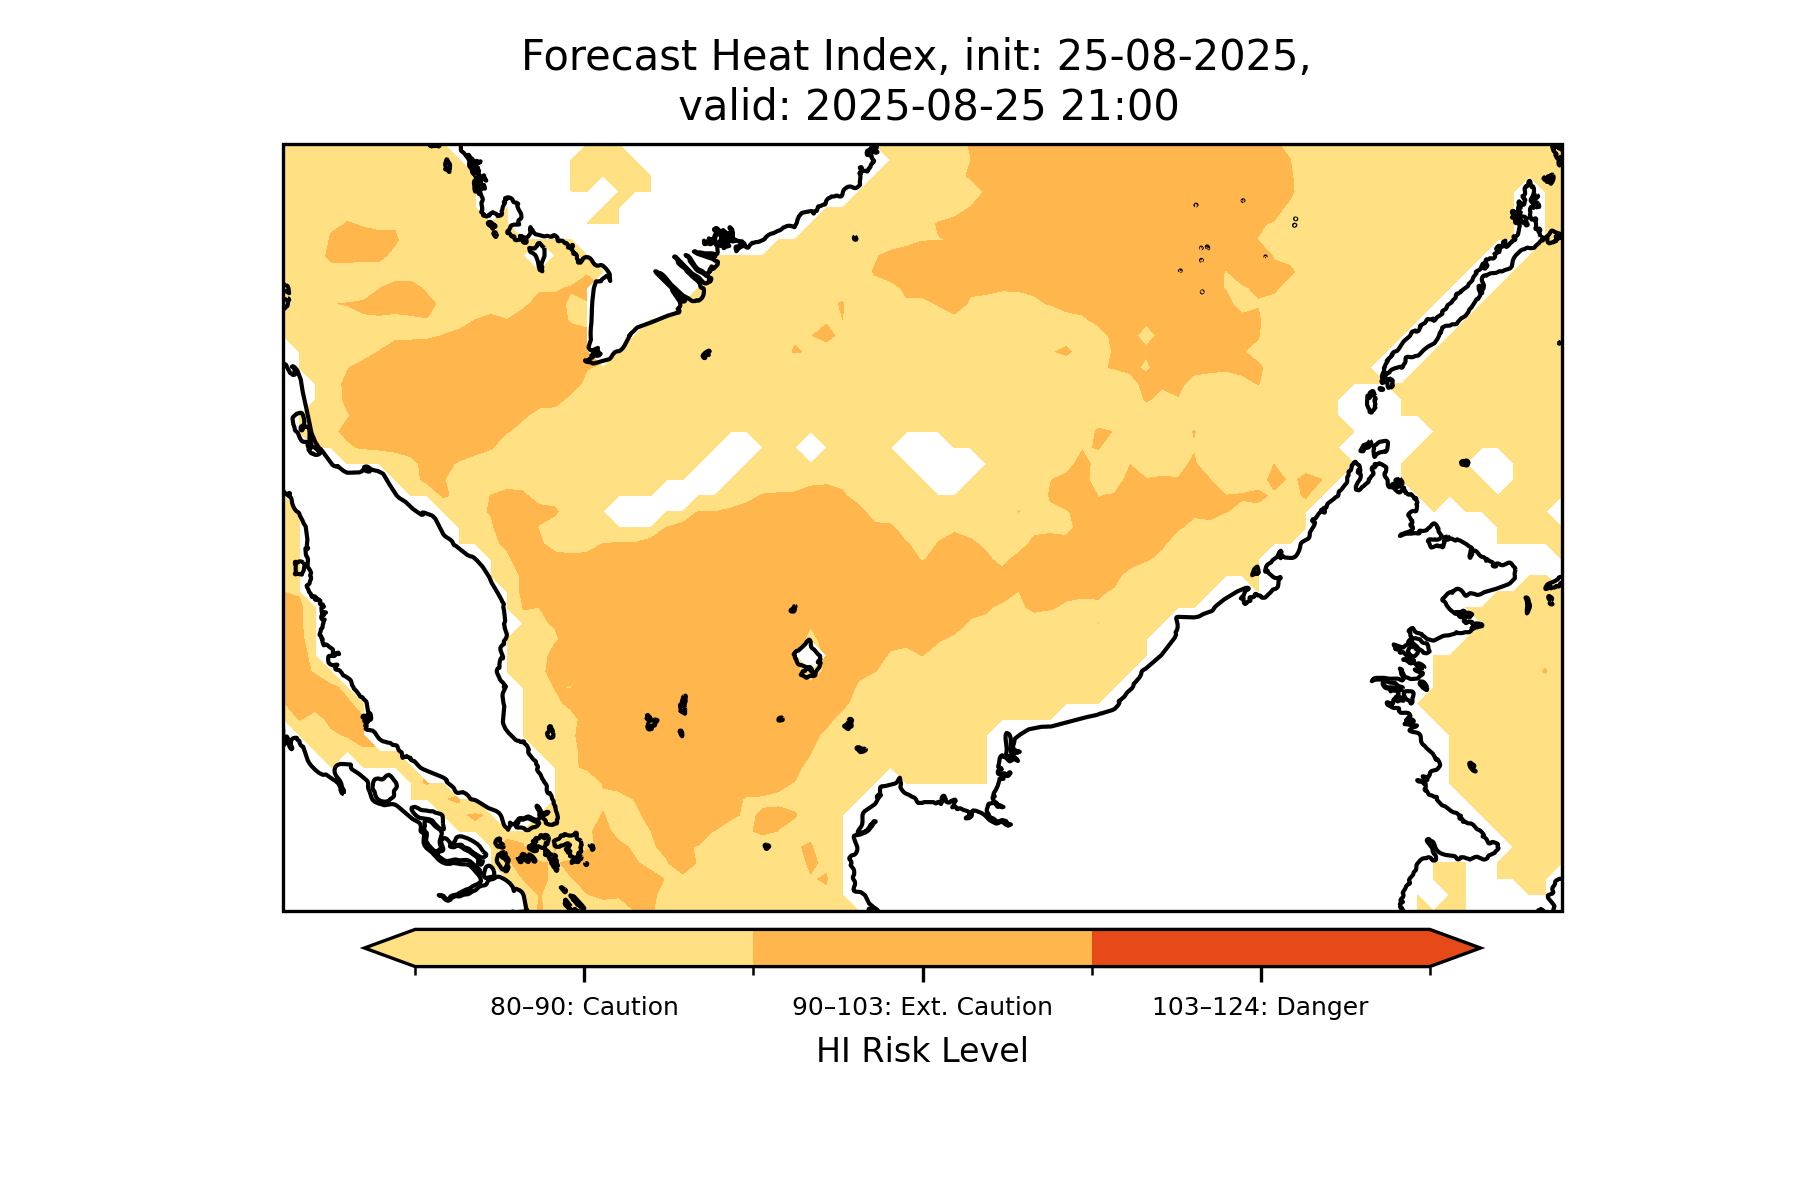 Forecast Heat Index, init: 25-08-2025,
valid: 2025-08-25 21:00
80–90: Caution
90–103: Ext. Caution
103–124: Danger
HI Risk Level